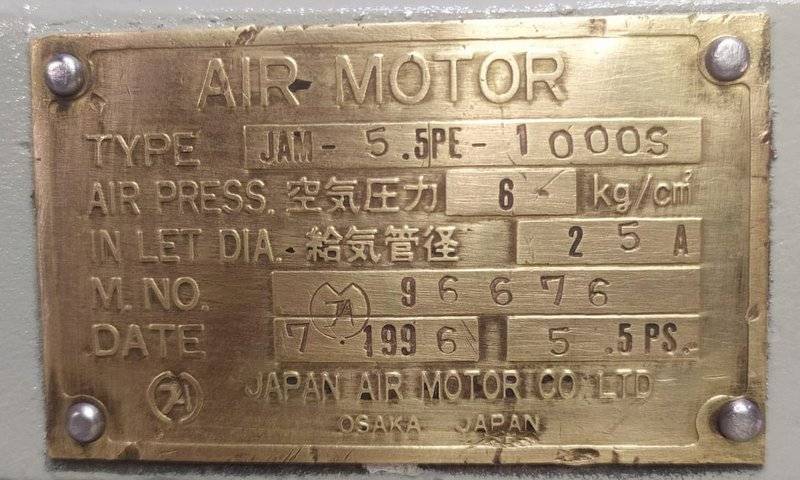 AIR MOTOR
TYPE JAM-5.5PE-1000S
AIR PRESS. 空気圧力 6 kg/cm²
IN LET DIA. 給気管径 25A
M. NO. 96676
DATE 7.1996 5.5PS.
JAPAN AIR MOTOR CO. LTD
OSAKA JAPAN